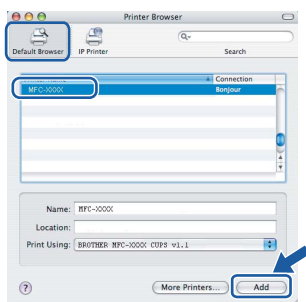 Printer Browser
Default Browser IP Printer Search
Connection
MFC-XXXX Bonjour
Name: MFC-XXXX
Location:
Print Using: BROTHER MFC-XXXX CUPS v1.1
? More Printers... Add